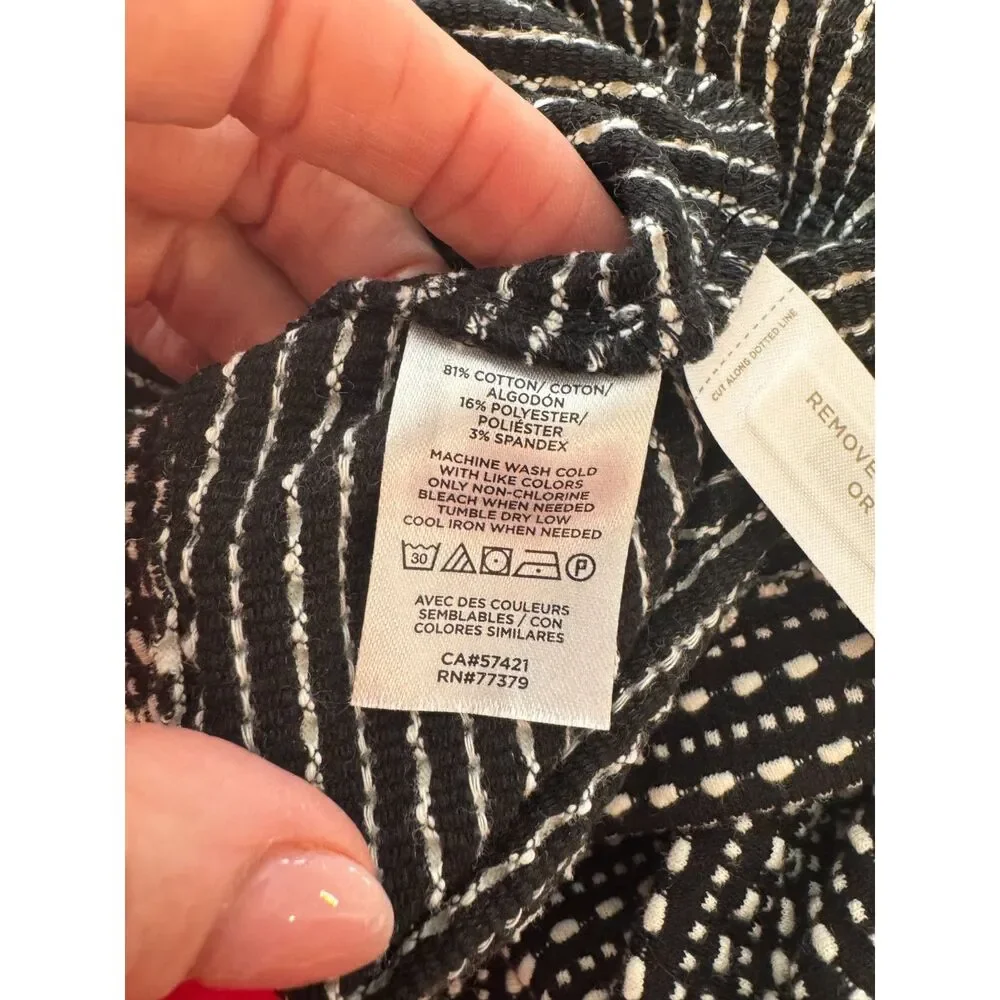 81% COTTON/ COTON/
ALGODÓN
16% POLYESTER/
POLIÉSTER
3% SPANDEX
MACHINE WASH COLD
WITH LIKE COLORS
ONLY NON-CHLORINE
BLEACH WHEN NEEDED
TUMBLE DRY LOW
COOL IRON WHEN NEEDED
30
P
AVEC DES COULEURS
SEMBLABLES / CON
COLORES SIMILARES
CA#57421
RN#77379
CUT ALONG DOTTED LINE
REMOVE
OR